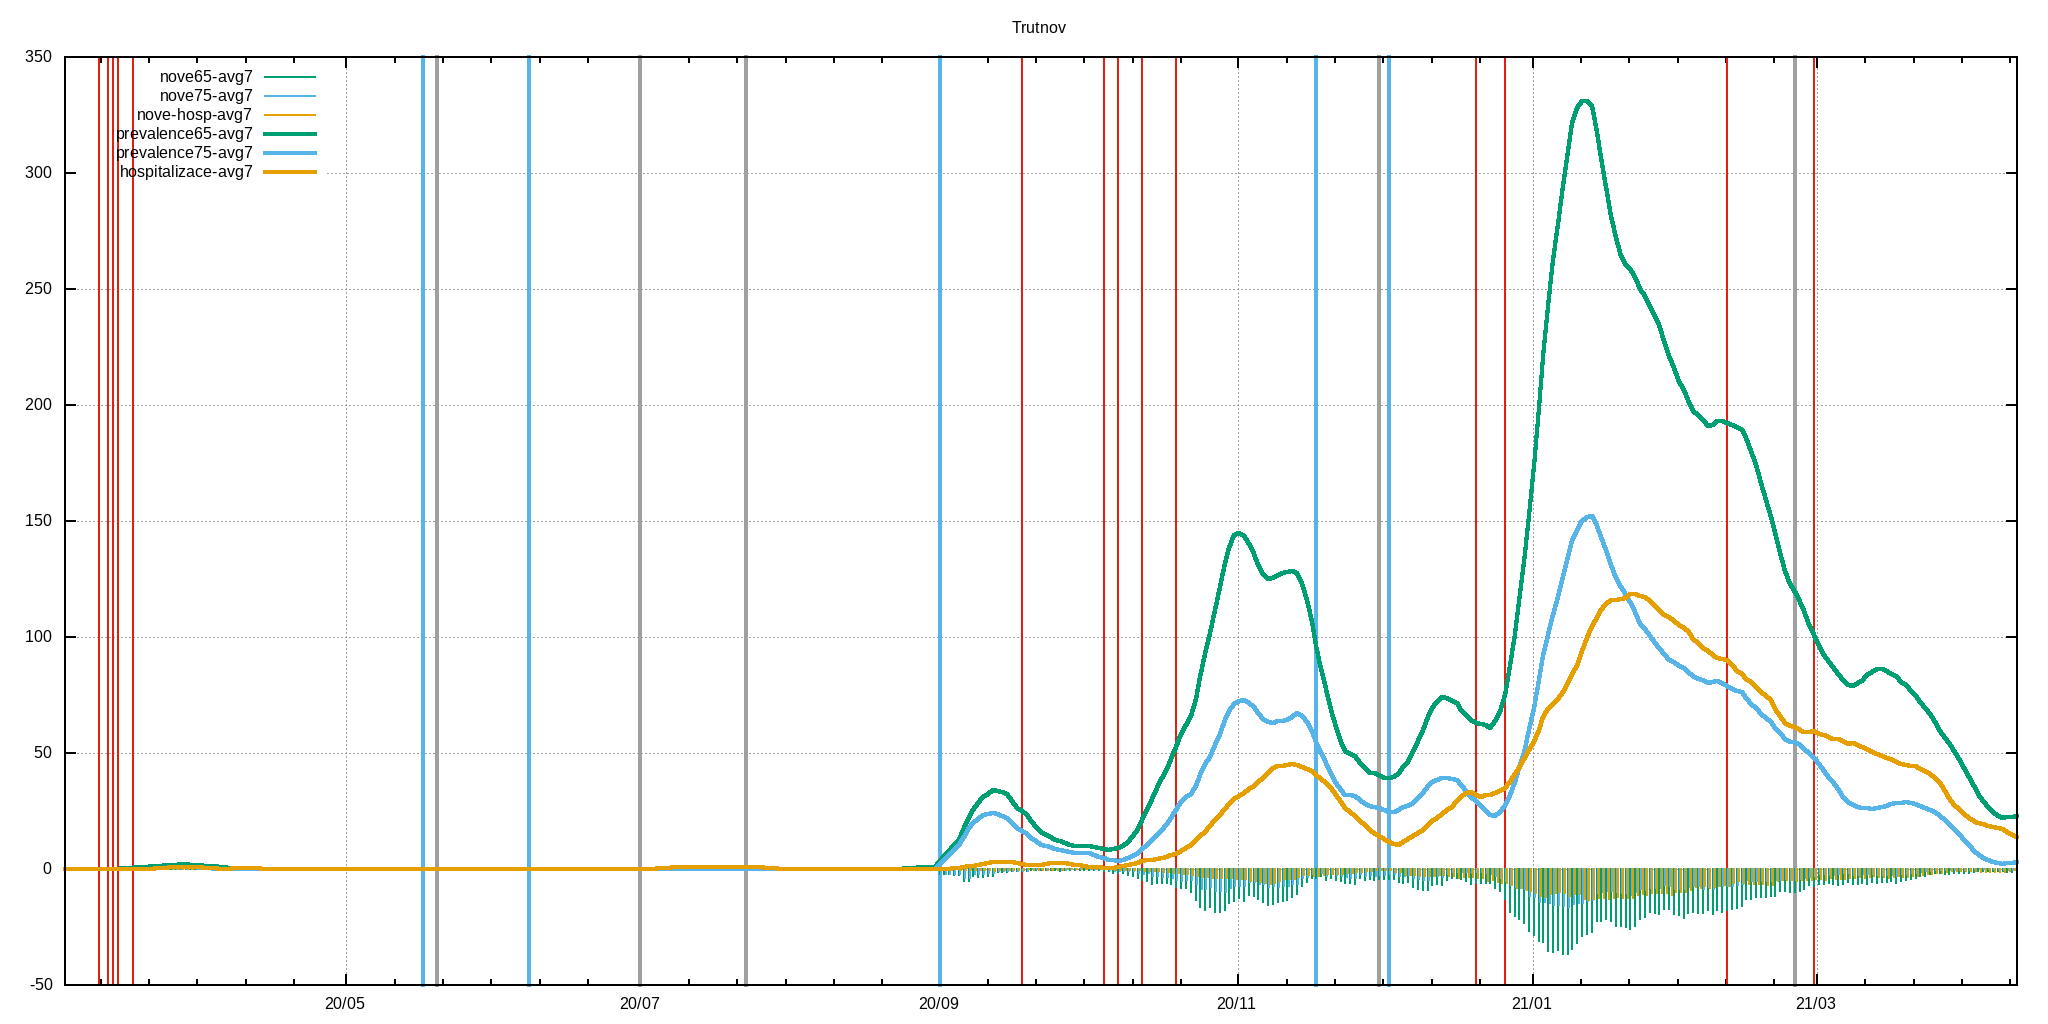 Trutnov
350
300
250
200
150
100
50
0
-50
nove65-avg7
nove75-avg7
nove-hosp-avg7
prevalence65-avg7
prevalence75-avg7
hospitalizace-avg7
20/05 20/07 20/09 20/11 21/01 21/03